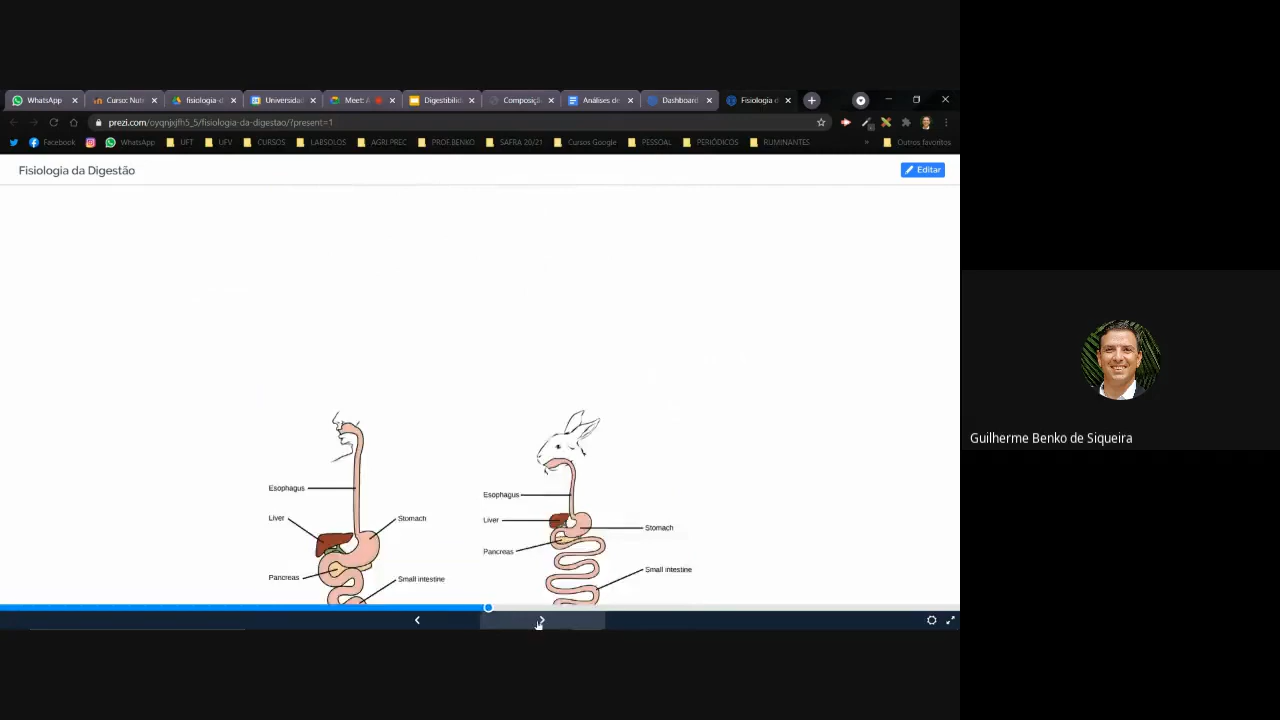 WhatsApp
Curso: Nutr
fisiologia-d
Universidad
Meet: A
Digestibilid
Composiçã
Análises de
Dashboard
Fisiologia d
prezi.com/oyqnjxjfh5_5/fisiologia-da-digestao/?present=1
Facebook
WhatsApp
UFT
UFV
CURSOS
LABSOLOS
AGRI PREC
PROF.BENKO
SAFRA 20/21
Cursos Google
PESSOAL
PERIÓDICOS
RUMINANTES
»
Outros favoritos
Fisiologia da Digestão
Editar
Esophagus
Liver
Stomach
Pancreas
Small intestine
Esophagus
Liver
Stomach
Pancreas
Small intestine
Guilherme Benko de Siqueira